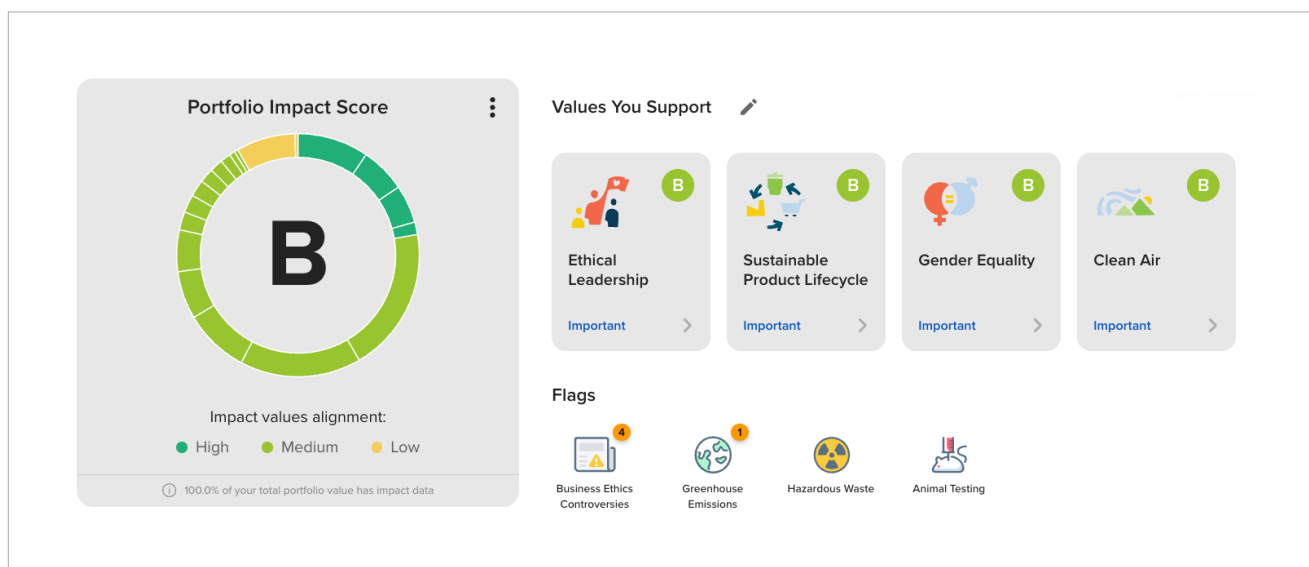 Portfolio Impact Score
B
Impact values alignment:
High Medium Low
100.0% of your total portfolio value has impact data
Values You Support
B
Ethical
Leadership
Important
B
Sustainable
Product Lifecycle
Important
B
Gender Equality
Important
B
Clean Air
Important
Flags
4
Business Ethics
Controversies
1
Greenhouse
Emissions
Hazardous Waste
Animal Testing